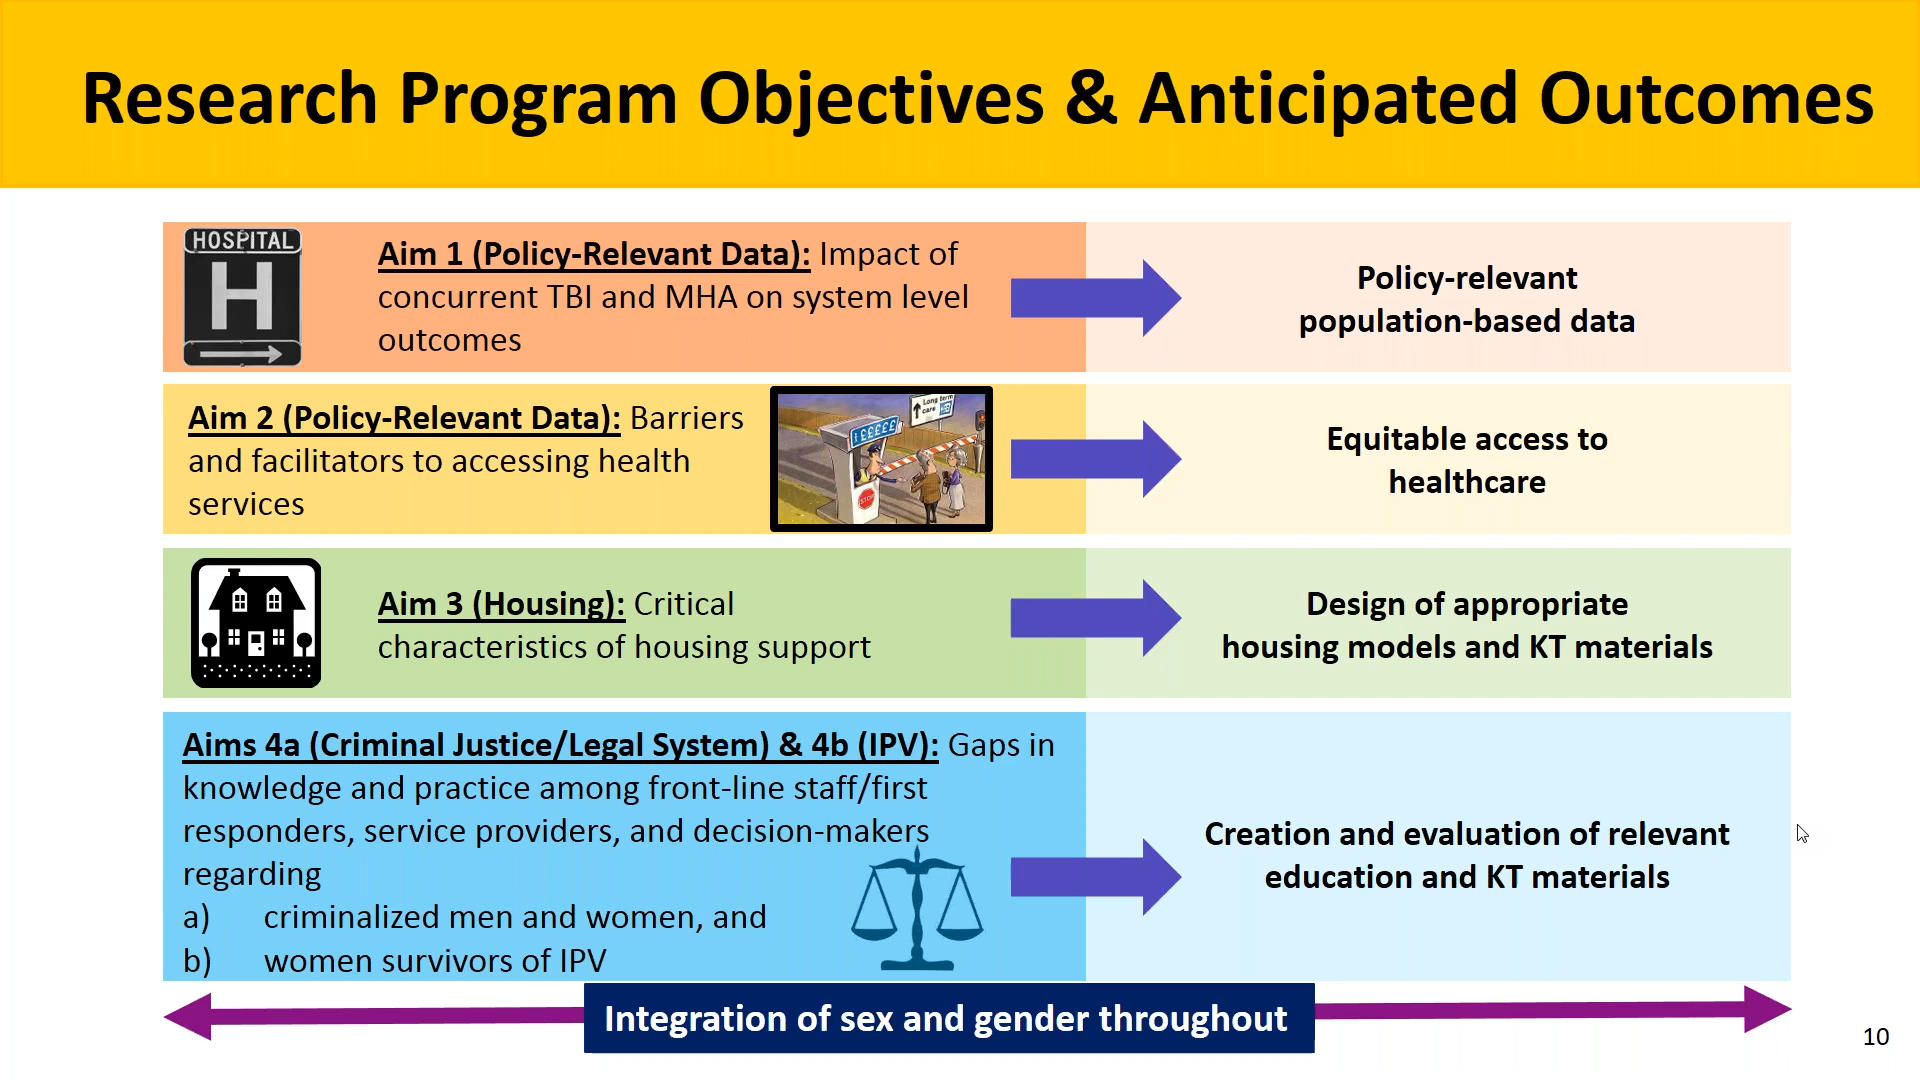 Research Program Objectives & Anticipated Outcomes
HOSPITAL
H
Aim 1 (Policy-Relevant Data): Impact of
concurrent TBI and MHA on system level
outcomes
Policy-relevant
population-based data
Aim 2 (Policy-Relevant Data): Barriers
and facilitators to accessing health
services
Long term
care
£££££
STOP
Equitable access to
healthcare
Aim 3 (Housing): Critical
characteristics of housing support
Design of appropriate
housing models and KT materials
Aims 4a (Criminal Justice/Legal System) & 4b (IPV): Gaps in
knowledge and practice among front-line staff/first
responders, service providers, and decision-makers
regarding
a) criminalized men and women, and
b) women survivors of IPV
Creation and evaluation of relevant
education and KT materials
Integration of sex and gender throughout
10